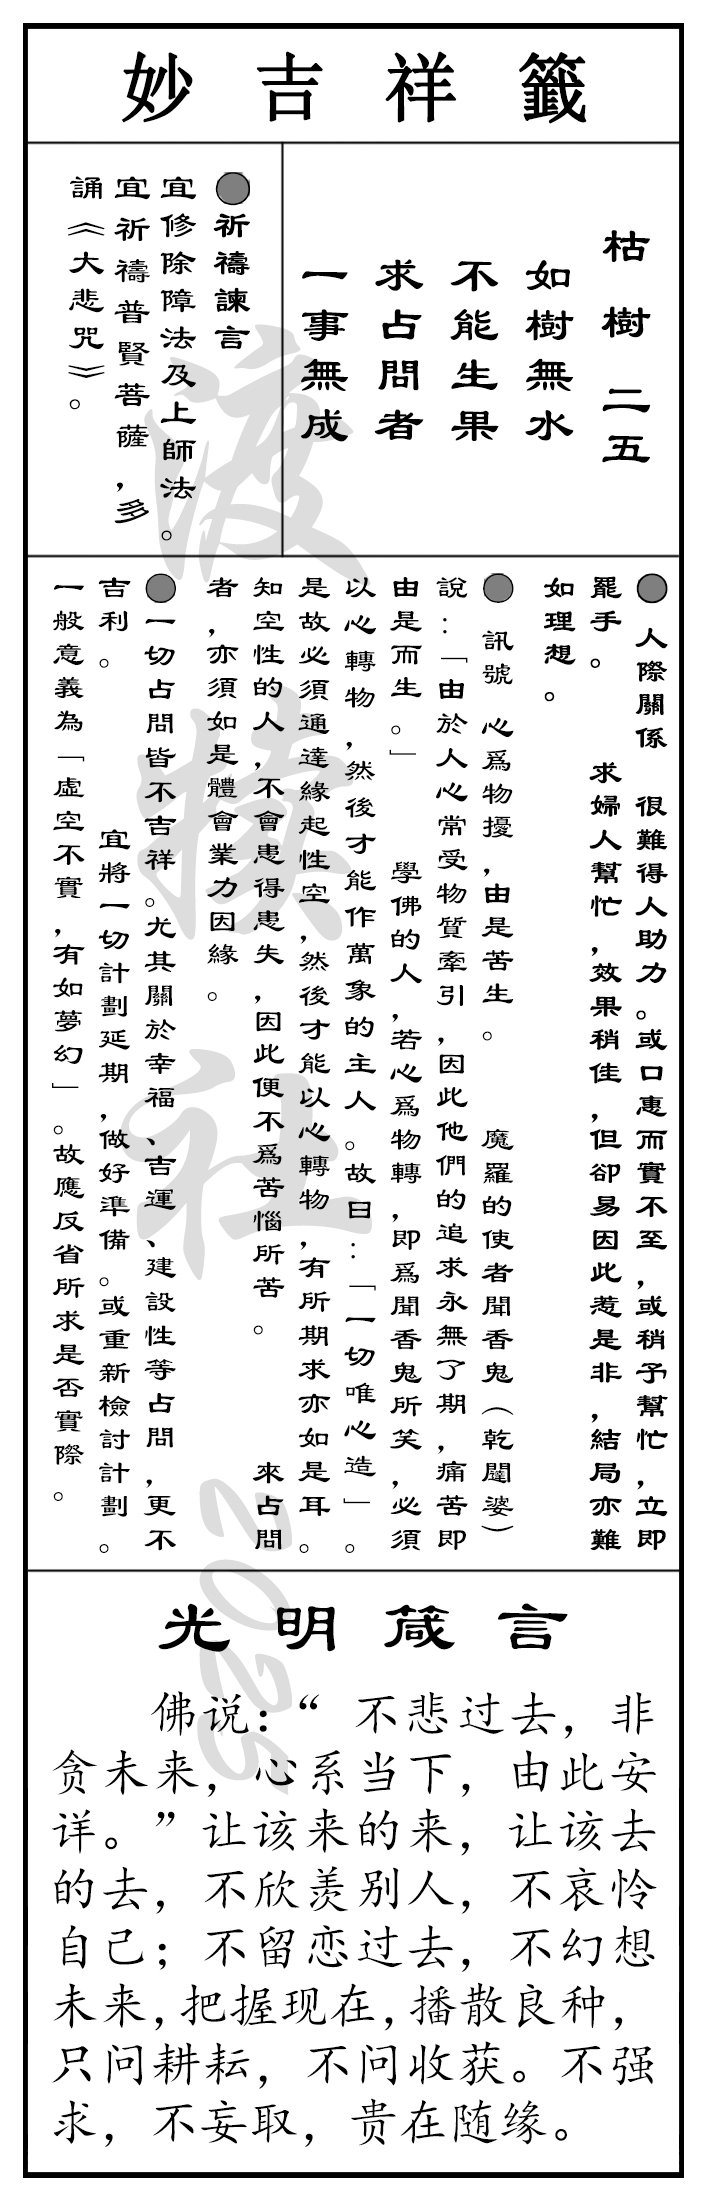 妙吉祥籤
枯樹二五
如樹無水
不能生果
求占問者
一事無成
●祈禱諫言
宜修除障法及上師法。
宜祈禱普賢菩薩，多
誦《大悲咒》。
● 人際關係 很難得人助力。或口惠而實不至，或稍予幫忙，立即
罷手。 求婦人幫忙，效果稍佳，但卻易因此惹是非，結局亦難
如理想。
● 訊號 心爲物擾，由是苦生。 魔羅的使者聞香鬼（乾闥婆）
說：「由於人心常受物質牽引，因此他們的追求永無了期，痛苦即
由是而生。」 學佛的人，若心爲物轉，即爲聞香鬼所笑，必須
以心轉物，然後才能作萬象的主人。故曰：「一切唯心造」。
是故必須通達緣起性空，然後才能以心轉物，有所期求亦如是耳。
知空性的人，不會患得患失，因此便不爲苦惱所苦。 來占問
者，亦須如是體會業力因緣。
●一切占問皆不吉祥。尤其關於幸福、吉運、建設性等占問，更不
吉利。 宜將一切計劃延期，做好準備。或重新檢討計劃。
一般意義為「虛空不實，有如夢幻」。故應反省所求是否實際。
光明箴言
佛说：“不悲过去，非
贪未来，心系当下，由此安
详。”让该来的来，让该去
的去，不欣羡别人，不哀怜
自己；不留恋过去，不幻想
未来，把握现在，播散良种，
只问耕耘，不问收获。不强
求，不妄取，贵在随缘。
渡犊社 2025